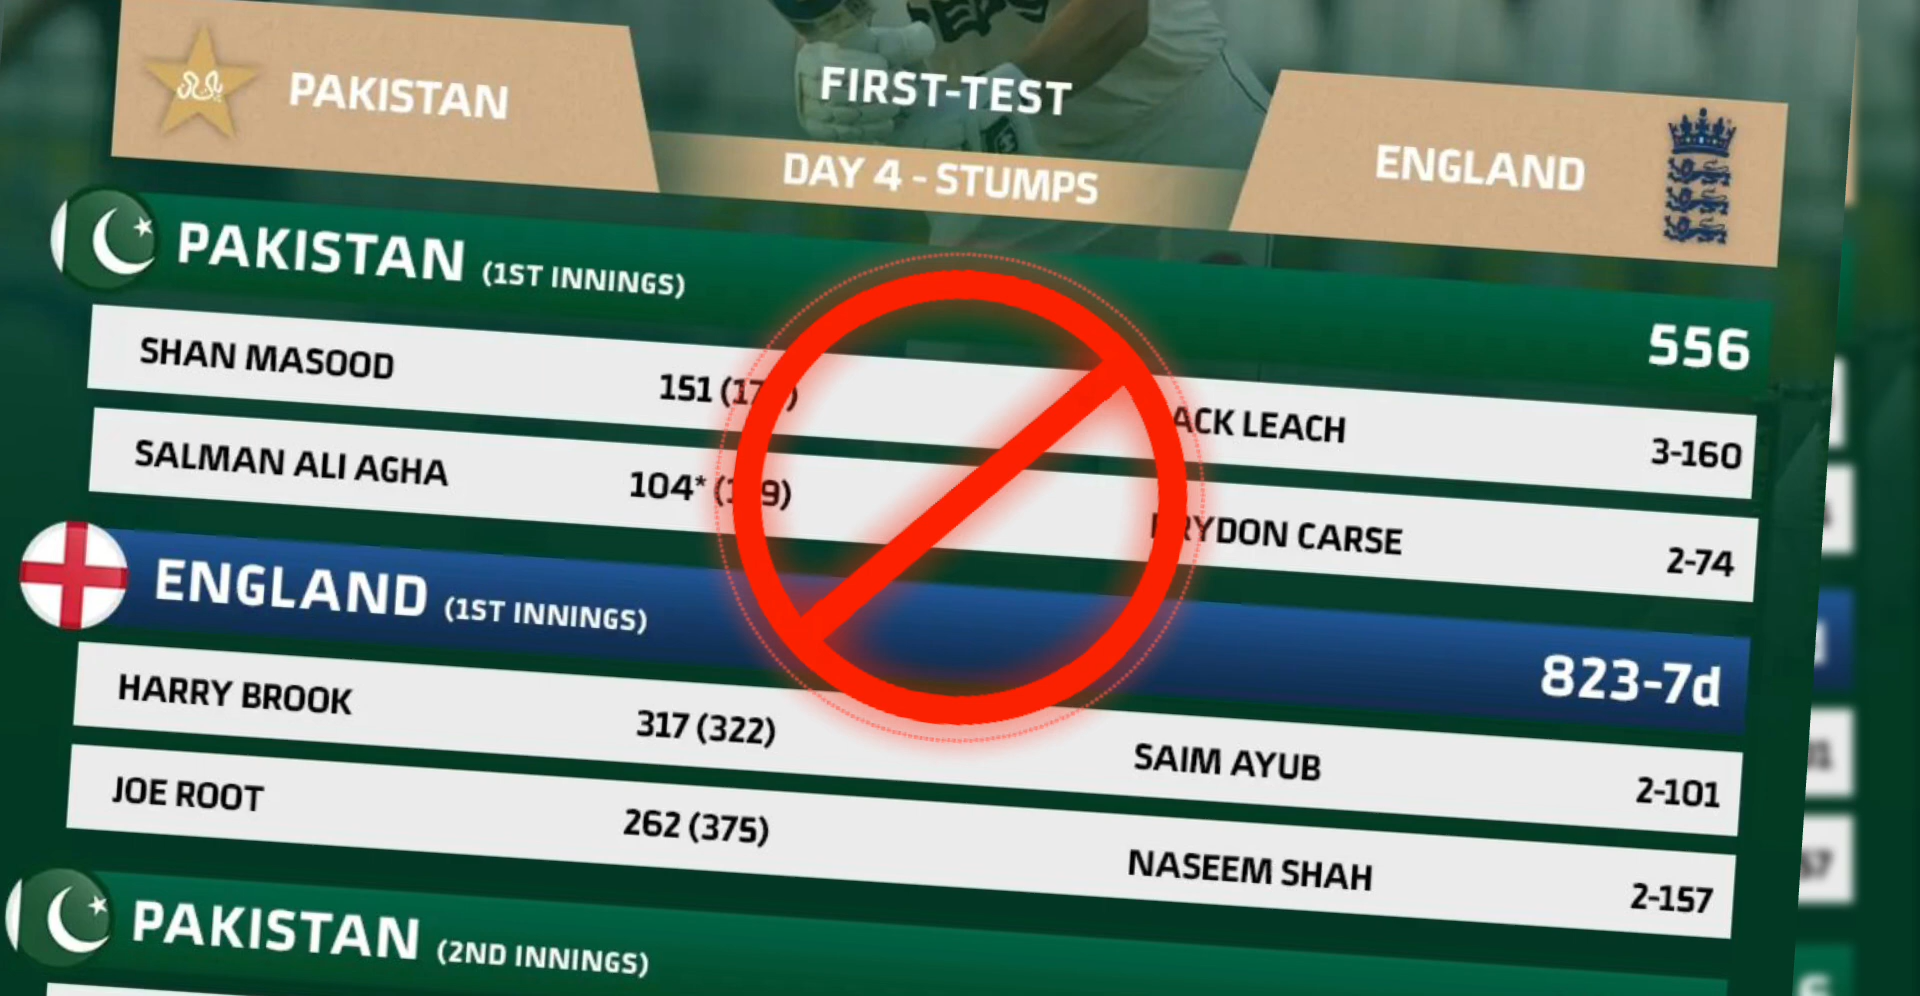 PAKISTAN
FIRST-TEST
DAY 4 - STUMPS
ENGLAND
PAKISTAN (1ST INNINGS) 556
SHAN MASOOD 151 LEACH 3-160
SALMAN ALI AGHA 104* CARSE 2-74
ENGLAND (1ST INNINGS) 823-7d
HARRY BROOK 317 (322) SAIM AYUB 2-101
JOE ROOT 262 (375) NASEEM SHAH 2-157
PAKISTAN (2ND INNINGS)